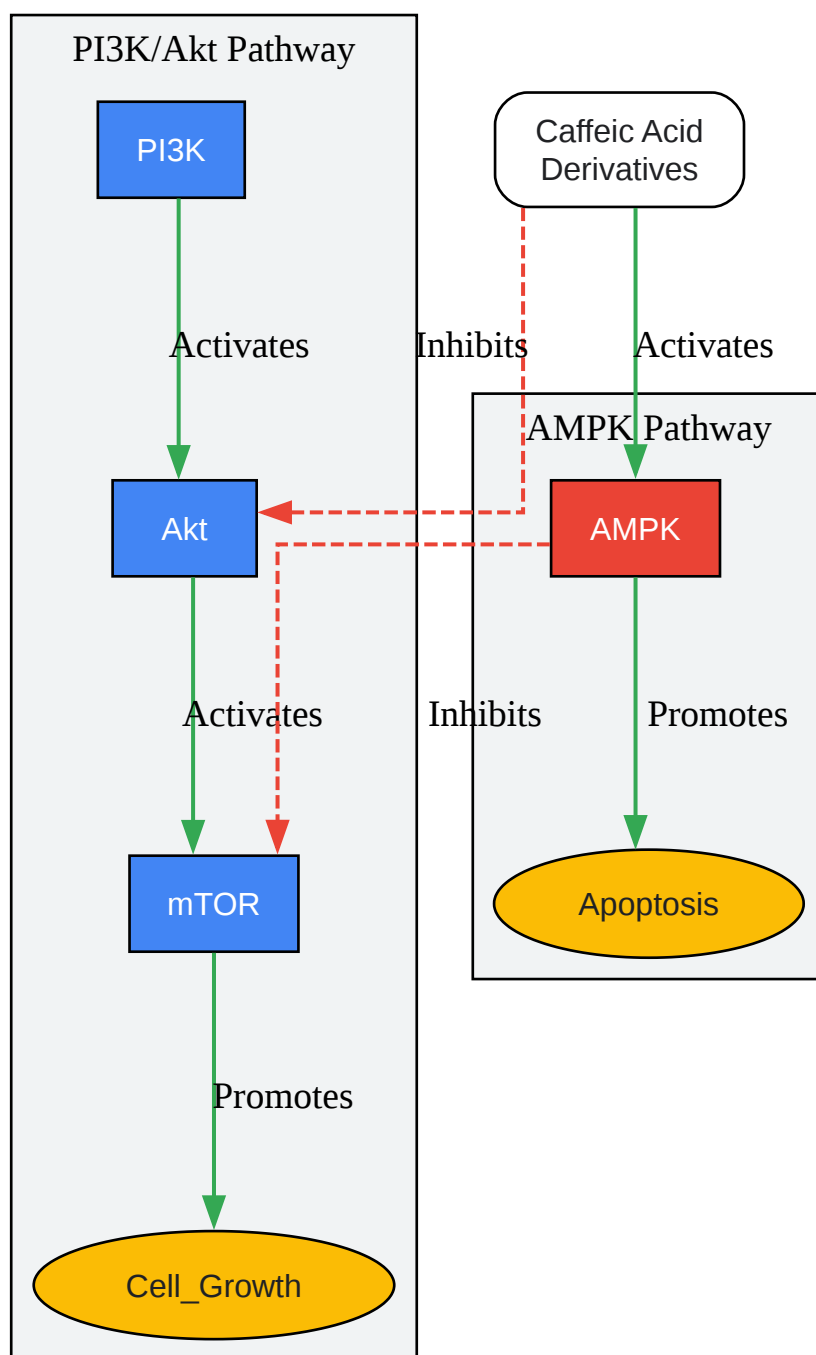 PI3K/Akt Pathway
PI3K
Caffeic Acid
Derivatives
Activates
Inhibits
Activates
AMPK Pathway
Akt
AMPK
Activates
Inhibits
Promotes
mTOR
Apoptosis
Promotes
Cell_Growth